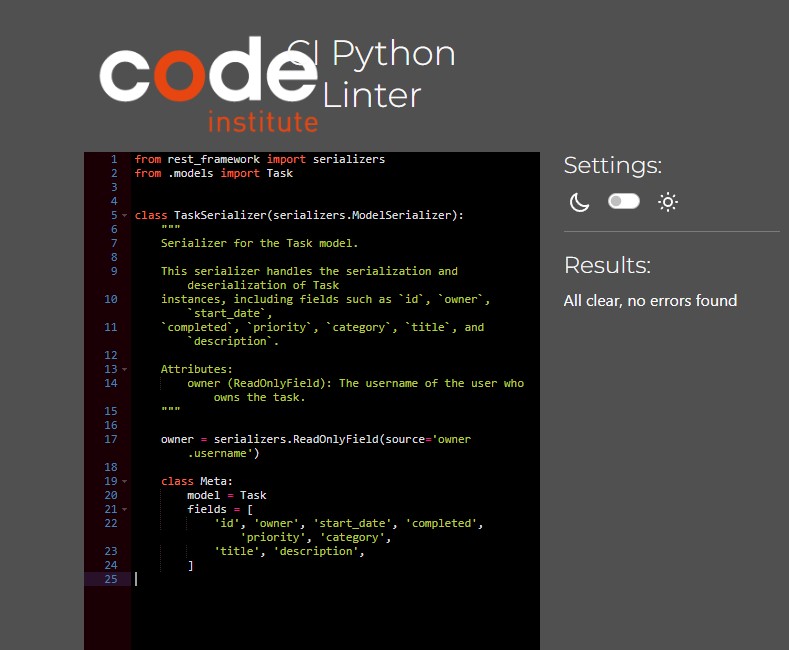 code
institute
CI Python
Linter
1 from rest_framework import serializers
2 from .models import Task
3
4
5 class TaskSerializer(serializers.ModelSerializer):
6 """
7 Serializer for the Task model.
8
9 This serializer handles the serialization and
deserialization of Task
10 instances, including fields such as `id`, `owner`,
`start_date`,
11 `completed`, `priority`, `category`, `title`, and
`description`.
12
13 Attributes:
14 owner (ReadOnlyField): The username of the user who
owns the task.
15 """
16
17 owner = serializers.ReadOnlyField(source='owner
.username')
18
19 class Meta:
20 model = Task
21 fields = [
22 'id', 'owner', 'start_date', 'completed',
'priority', 'category',
23 'title', 'description',
24 ]
25
Settings:
Results:
All clear, no errors found